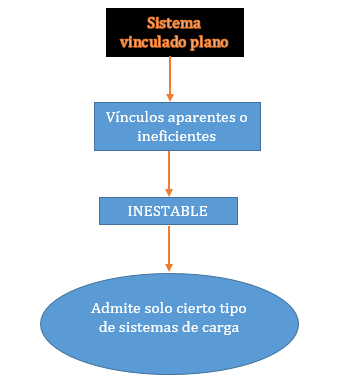 Sistema
vinculado plano
Vínculos aparentes o
ineficientes
INESTABLE
Admite solo cierto tipo
de sistemas de carga